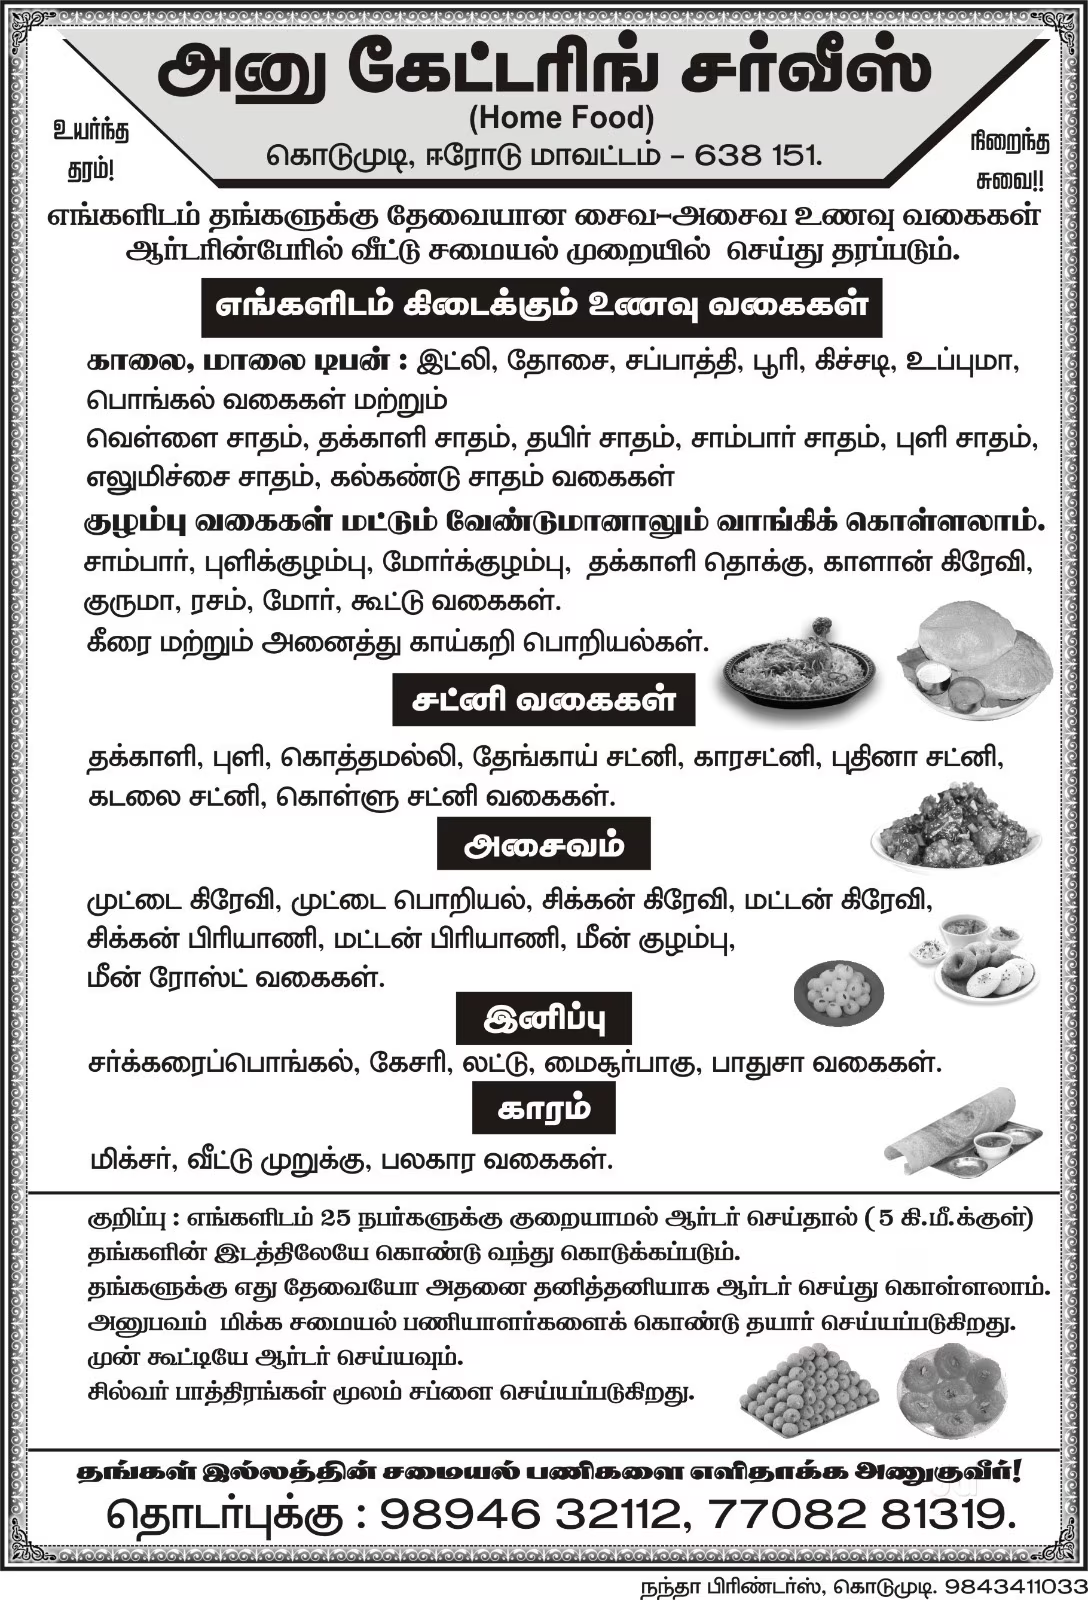 அனு கேட்டரிங் சர்வீஸ்
(Home Food)
கொடுமுடி, ஈரோடு மாவட்டம் - 638 151.
உயர்ந்த
தரம்!
நிறைந்த
சுவை!!
எங்களிடம் தங்களுக்கு தேவையான சைவ-அசைவ உணவு வகைகள்
ஆர்டரின்பேரில் வீட்டு சமையல் முறையில் செய்து தரப்படும்.
எங்களிடம் கிடைக்கும் உணவு வகைகள்
காலை, மாலை டிபன் : இட்லி, தோசை, சப்பாத்தி, பூரி, கிச்சடி, உப்புமா,
பொங்கல் வகைகள் மற்றும்
வெள்ளை சாதம், தக்காளி சாதம், தயிர் சாதம், சாம்பார் சாதம், புளி சாதம்,
எலுமிச்சை சாதம், கல்கண்டு சாதம் வகைகள்
குழம்பு வகைகள் மட்டும் வேண்டுமானாலும் வாங்கிக் கொள்ளலாம்.
சாம்பார், புளிக்குழம்பு, மோர்க்குழம்பு, தக்காளி தொக்கு, காளான் கிரேவி,
குருமா, ரசம், மோர், கூட்டு வகைகள்.
கீரை மற்றும் அனைத்து காய்கறி பொறியல்கள்.
சட்னி வகைகள்
தக்காளி, புளி, கொத்தமல்லி, தேங்காய் சட்னி, காரசட்னி, புதினா சட்னி,
கடலை சட்னி, கொள்ளு சட்னி வகைகள்.
அசைவம்
முட்டை கிரேவி, முட்டை பொறியல், சிக்கன் கிரேவி, மட்டன் கிரேவி,
சிக்கன் பிரியாணி, மட்டன் பிரியாணி, மீன் குழம்பு,
மீன் ரோஸ்ட் வகைகள்.
இனிப்பு
சர்க்கரைப்பொங்கல், கேசரி, லட்டு, மைசூர்பாகு, பாதுசா வகைகள்.
காரம்
மிக்சர், வீட்டு முறுக்கு, பலகார வகைகள்.
குறிப்பு : எங்களிடம் 25 நபர்களுக்கு குறையாமல் ஆர்டர் செய்தால் (5 கி.மீ.க்குள்)
தங்களின் இடத்திலேயே கொண்டு வந்து கொடுக்கப்படும்.
தங்களுக்கு எது தேவையோ அதனை தனித்தனியாக ஆர்டர் செய்து கொள்ளலாம்.
அனுபவம் மிக்க சமையல் பணியாளர்களைக் கொண்டு தயார் செய்யப்படுகிறது.
முன் கூட்டியே ஆர்டர் செய்யவும்.
சில்வர் பாத்திரங்கள் மூலம் சப்ளை செய்யப்படுகிறது.
தங்கள் இல்லத்தின் சமையல் பணிகளை எளிதாக்க அணுகுவீர்!
தொடர்புக்கு : 98946 32112, 77082 81319.
Jd
நந்தா பிரிண்டர்ஸ், கொடுமுடி. 9843411033